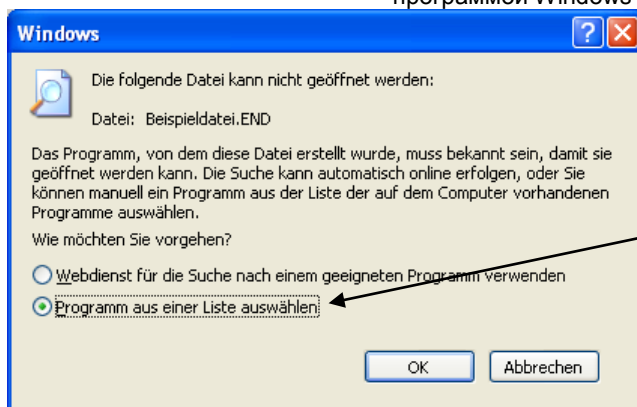 программой Windows
Windows
Die folgende Datei kann nicht geöffnet werden:
Datei: Beispieldatei.END
Das Programm, von dem diese Datei erstellt wurde, muss bekannt sein, damit sie
geöffnet werden kann. Die Suche kann automatisch online erfolgen, oder Sie
können manuell ein Programm aus der Liste der auf dem Computer vorhandenen
Programme auswählen.
Wie möchten Sie vorgehen?
Webdienst für die Suche nach einem geeigneten Programm verwenden
Programm aus einer Liste auswählen
OK Abbrechen